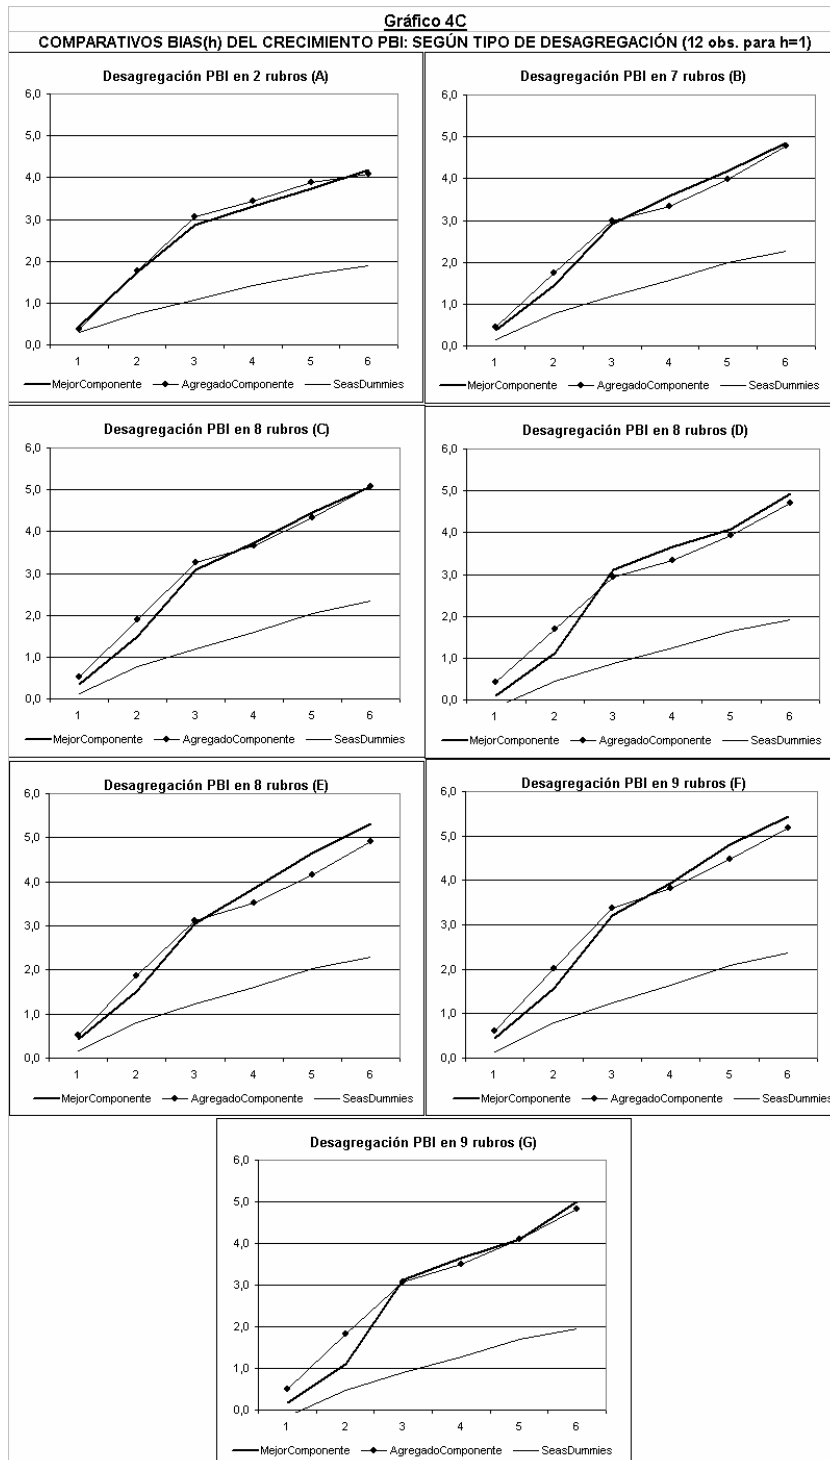 Gráfico 4C
COMPARATIVOS BIAS(h) DEL CRECIMIENTO PBI: SEGÚN TIPO DE DESAGREGACIÓN (12 obs. para h=1)
Desagregación PBI en 2 rubros (A)
6,0
5,0
4,0
3,0
2,0
1,0
0,0
1 2 3 4 5 6
MejorComponente AgregadoComponente SeasDummies
Desagregación PBI en 7 rubros (B)
6,0
5,0
4,0
3,0
2,0
1,0
0,0
1 2 3 4 5 6
MejorComponente AgregadoComponente SeasDummies
Desagregación PBI en 8 rubros (C)
6,0
5,0
4,0
3,0
2,0
1,0
0,0
1 2 3 4 5 6
MejorComponente AgregadoComponente SeasDummies
Desagregación PBI en 8 rubros (D)
6,0
5,0
4,0
3,0
2,0
1,0
0,0
1 2 3 4 5 6
MejorComponente AgregadoComponente SeasDummies
Desagregación PBI en 8 rubros (E)
6,0
5,0
4,0
3,0
2,0
1,0
0,0
1 2 3 4 5 6
MejorComponente AgregadoComponente SeasDummies
Desagregación PBI en 9 rubros (F)
6,0
5,0
4,0
3,0
2,0
1,0
0,0
1 2 3 4 5 6
MejorComponente AgregadoComponente SeasDummies
Desagregación PBI en 9 rubros (G)
6,0
5,0
4,0
3,0
2,0
1,0
0,0
1 2 3 4 5 6
MejorComponente AgregadoComponente SeasDummies